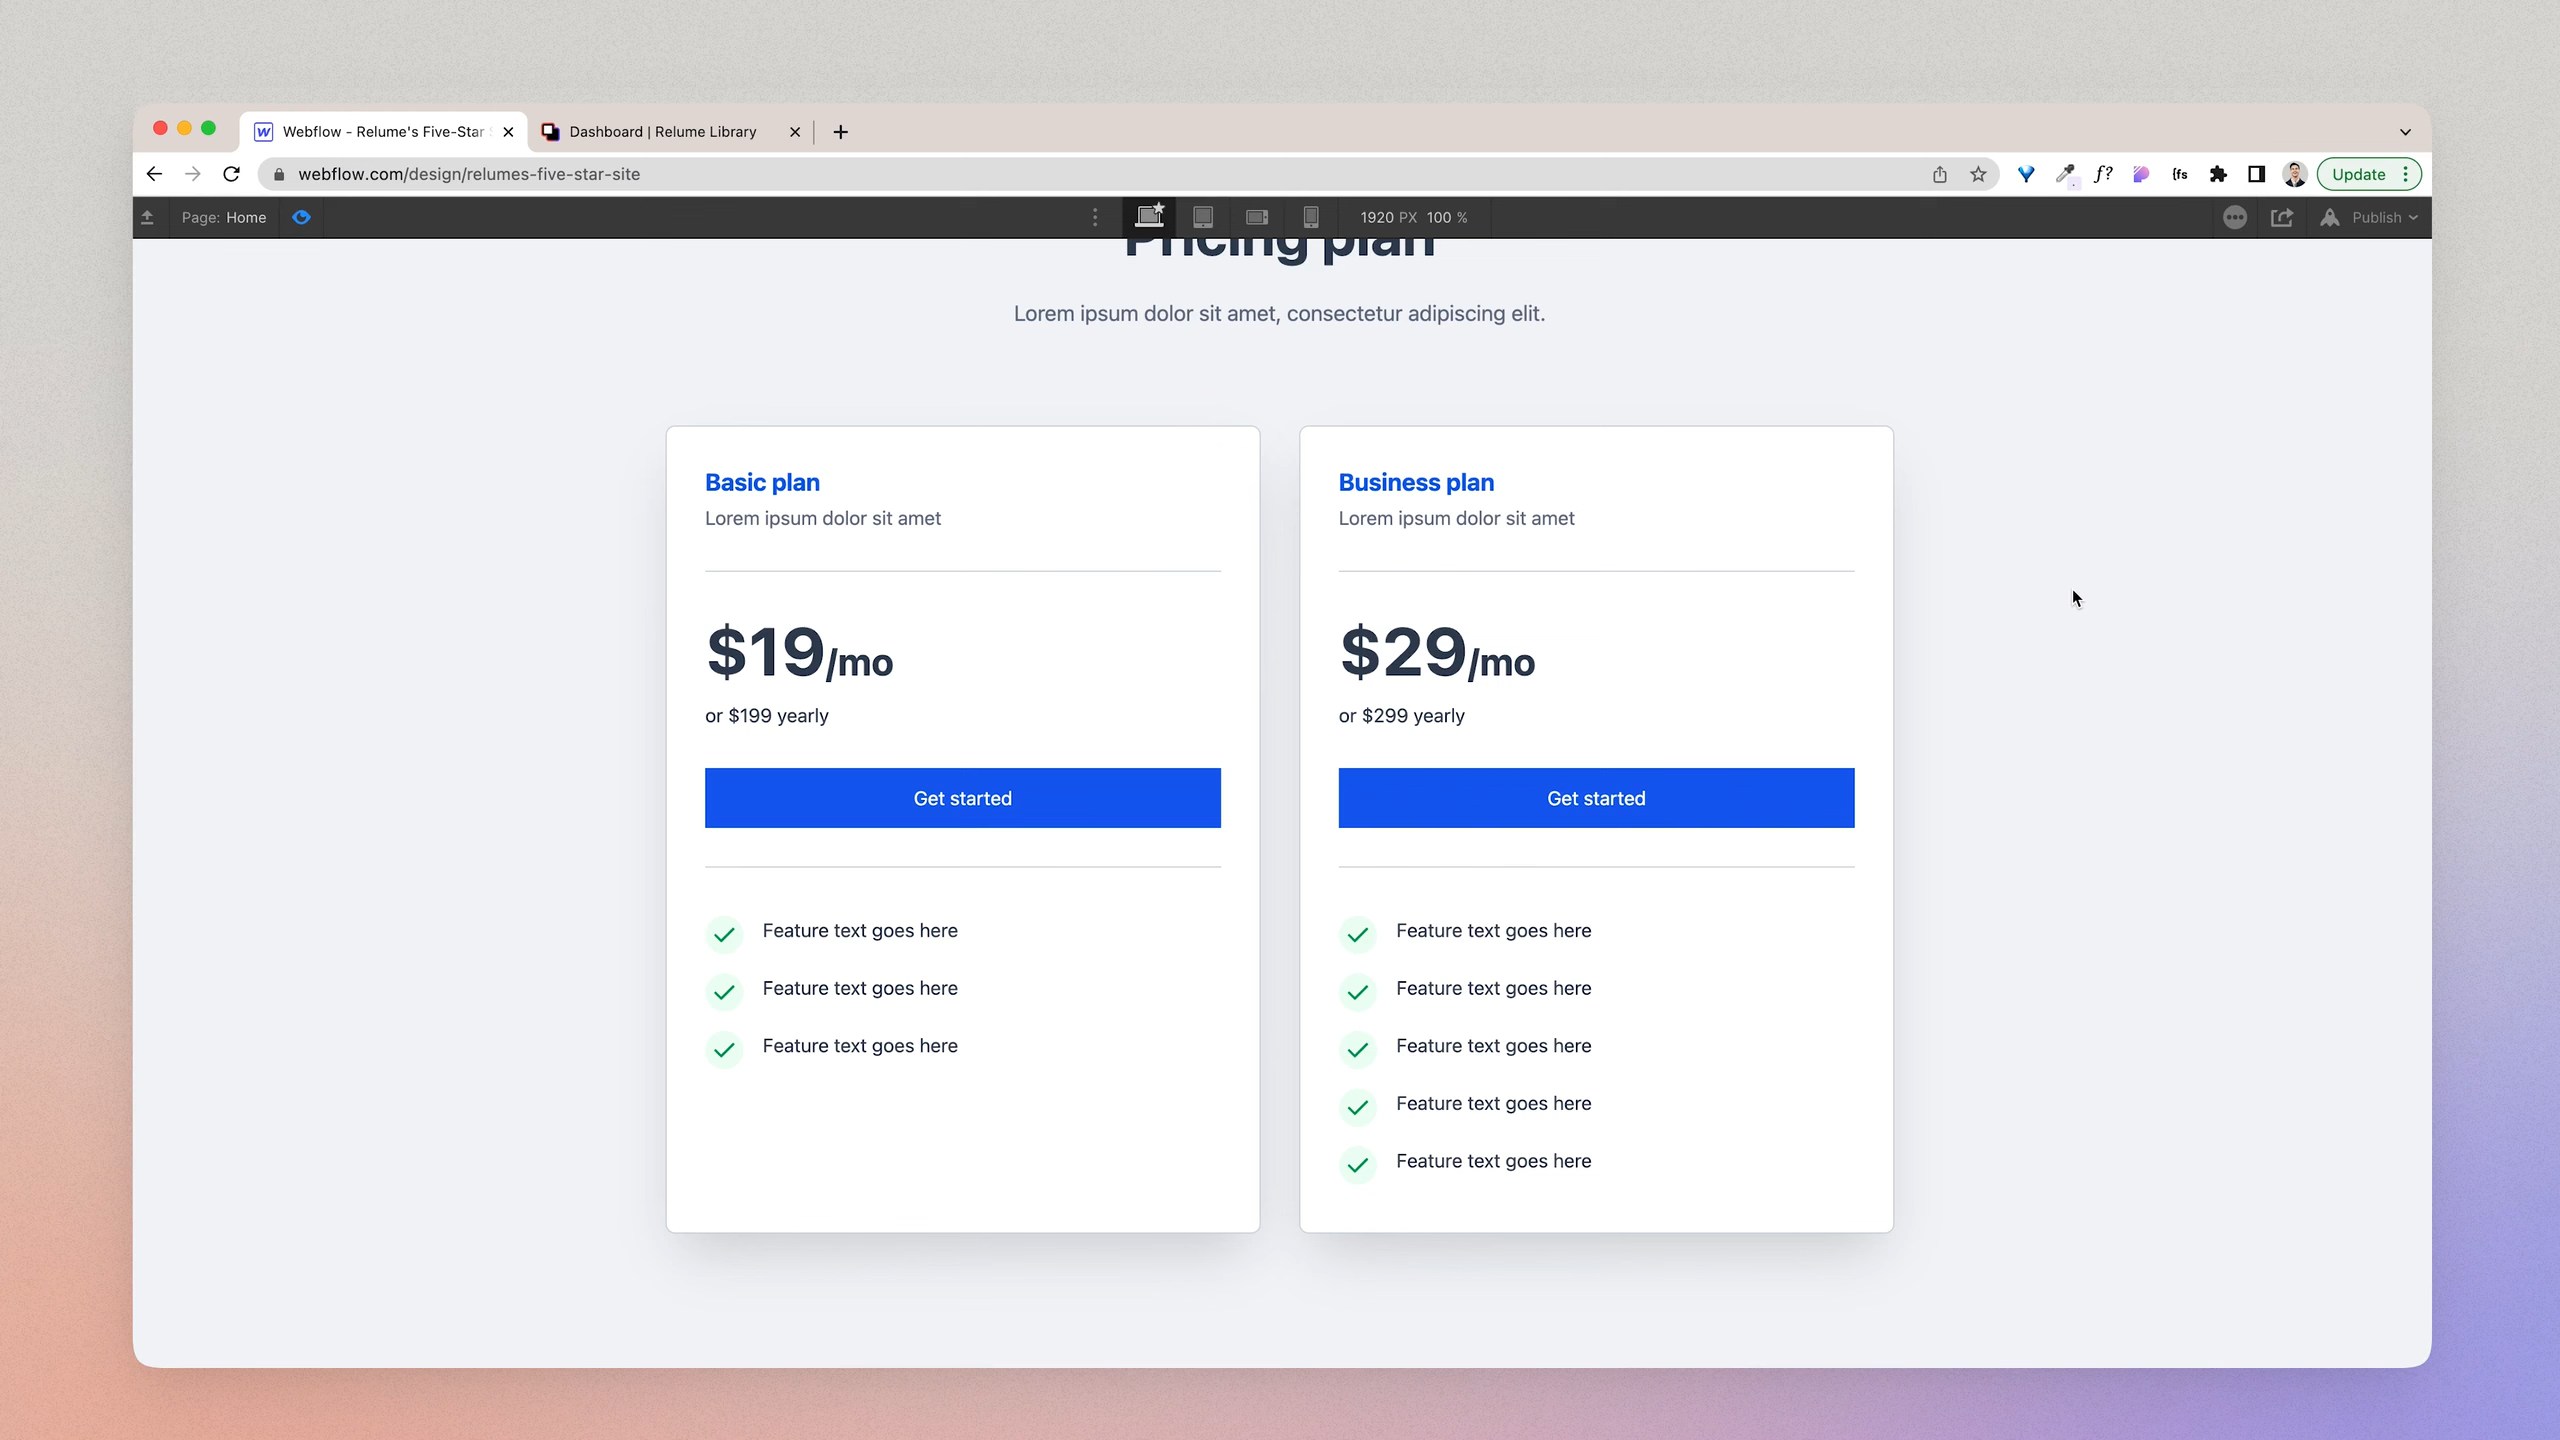 Webflow - Relume's Five-Star
Dashboard | Relume Library
webflow.com/design/relumes-five-star-site
f?
{fs
Update
Page: Home
1920 PX 100 %
Publish
Pricing plan
Lorem ipsum dolor sit amet, consectetur adipiscing elit.
Basic plan
Lorem ipsum dolor sit amet
$19/mo
or $199 yearly
Get started
Feature text goes here
Feature text goes here
Feature text goes here
Business plan
Lorem ipsum dolor sit amet
$29/mo
or $299 yearly
Get started
Feature text goes here
Feature text goes here
Feature text goes here
Feature text goes here
Feature text goes here